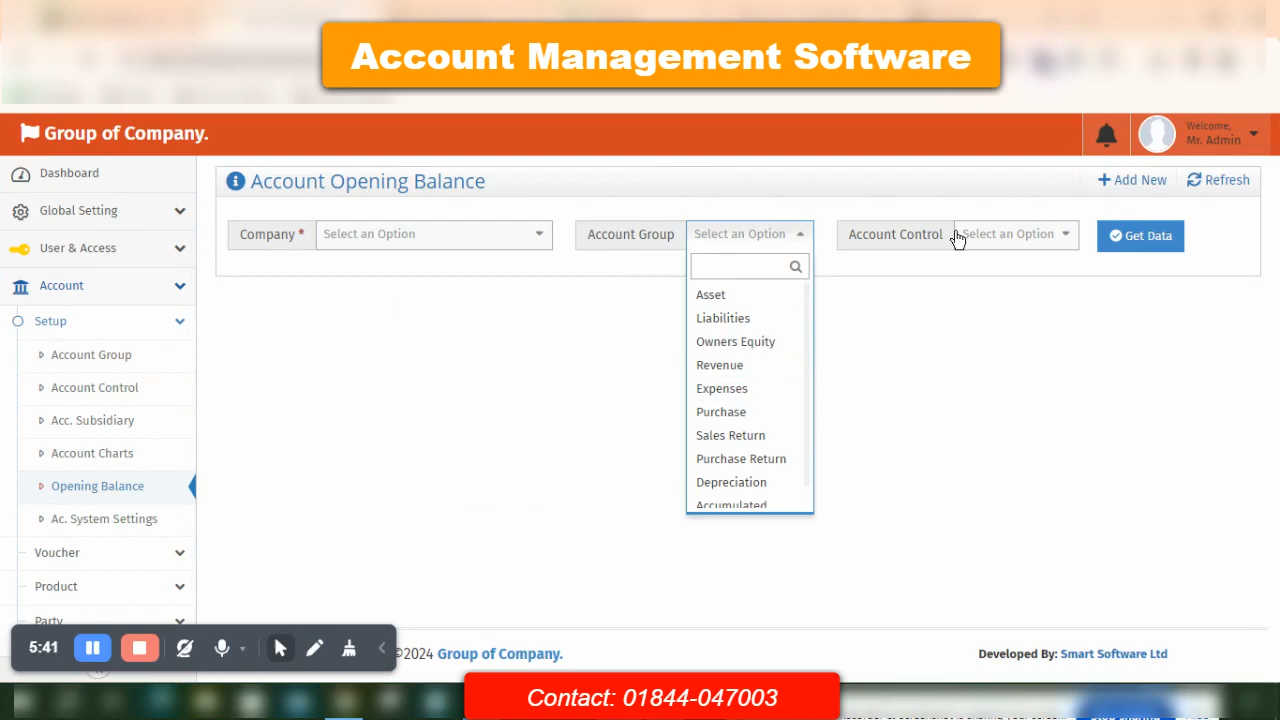 Account Management Software
Group of Company.
Welcome,
Mr. Admin
Dashboard
Global Setting
User & Access
Account
Setup
Account Group
Account Control
Acc. Subsidiary
Account Charts
Opening Balance
Ac. System Settings
Voucher
Product
Party
Account Opening Balance
Add New
Refresh
Company *
Select an Option
Account Group
Select an Option
Account Control
Select an Option
Get Data
Asset
Liabilities
Owners Equity
Revenue
Expenses
Purchase
Sales Return
Purchase Return
Depreciation
Accumulated
5:41
©2024 Group of Company.
Developed By: Smart Software Ltd
Contact: 01844-047003